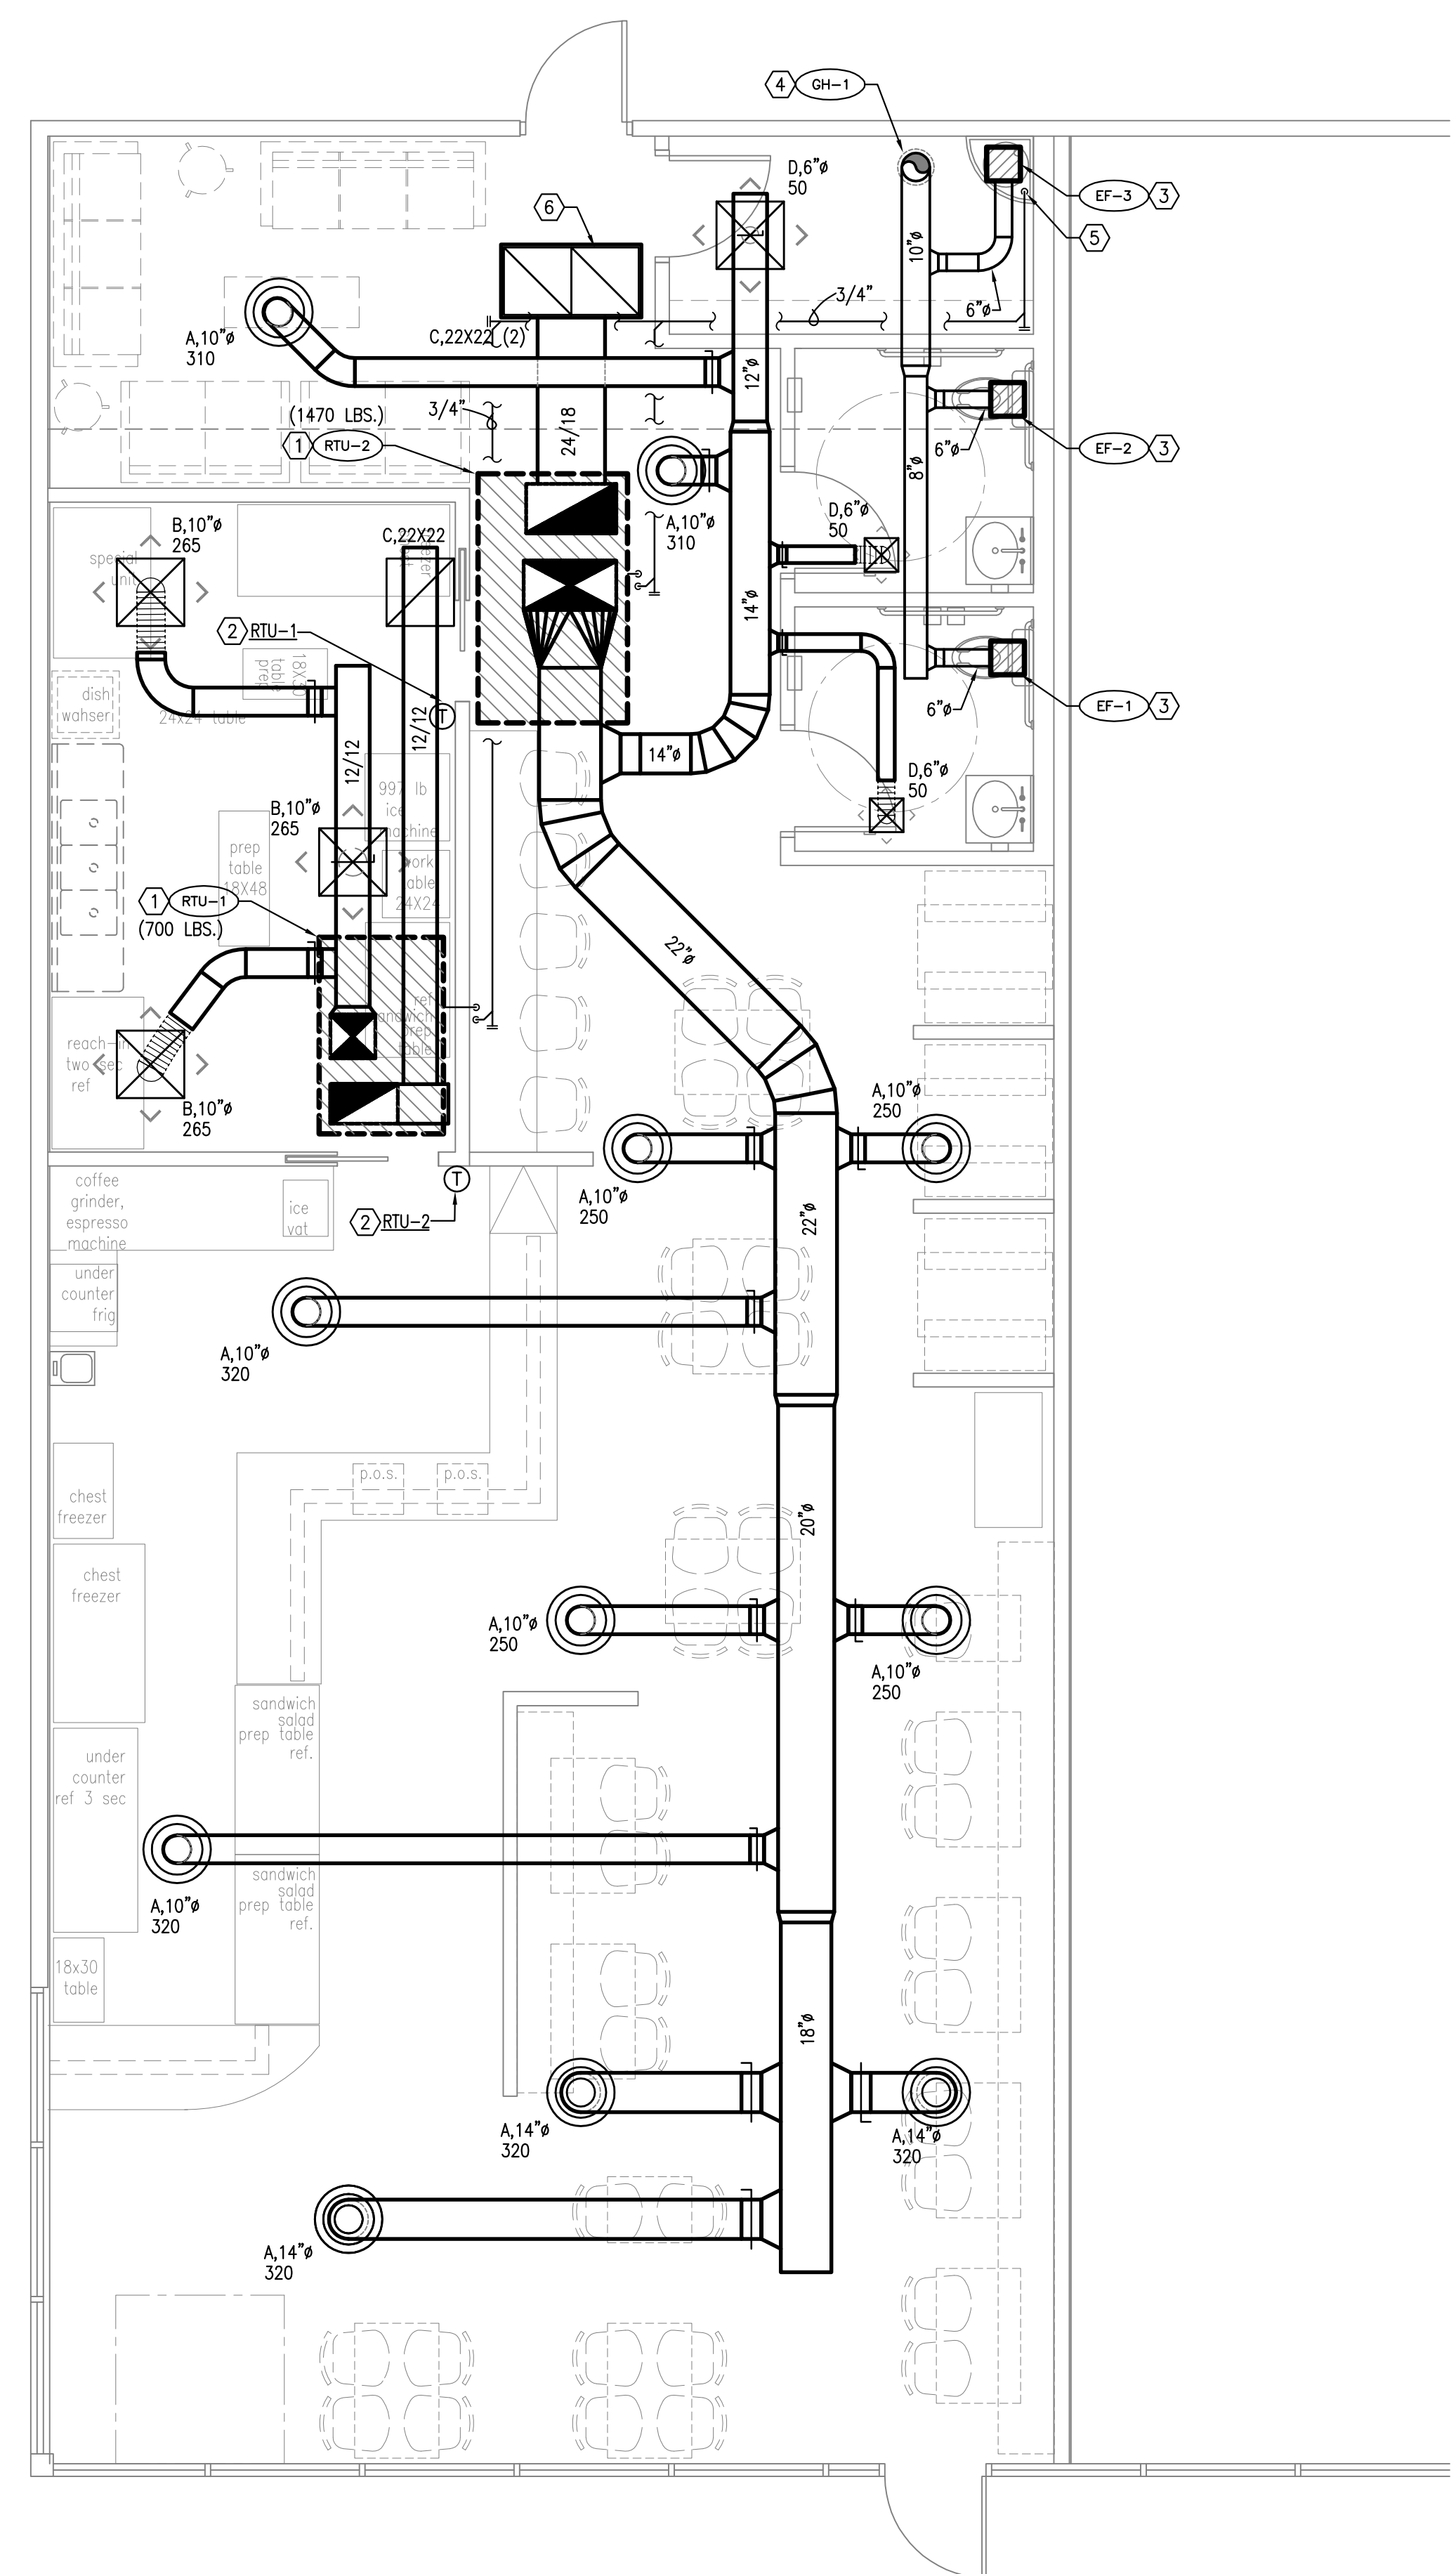 4 GH-1
D,6"ø
50
EF-3 3
5
6
10"ø
6"ø
3/4"
A,10"ø
310
C,22X22 (2)
12"ø
(1470 LBS.)
3/4"
1 RTU-2
24/18
6"ø
EF-2 3
8"ø
B,10"ø
265
C,22X22
A,10"ø
310
D,6"ø
50
special
unit
freezer
14"ø
2 RTU-1
18X30
table
prep
dish
wahser
24x24 table
T
12/12
12/12
6"ø
EF-1 3
14"ø
D,6"ø
50
997 lb
ice
machine
B,10"ø
265
prep
table
18X48
work
table
24X24
1 RTU-1
(700 LBS.)
22"ø
ref
sandwich
prep
table
reach-in
two sec
ref
B,10"ø
265
A,10"ø
250
coffee
grinder,
espresso
machine
ice
vat
T
2 RTU-2
A,10"ø
250
22"ø
under
counter
frig
A,10"ø
320
p.o.s.
p.o.s.
chest
freezer
20"ø
chest
freezer
A,10"ø
250
A,10"ø
250
sandwich
salad
prep table
ref.
under
counter
ref 3 sec
sandwich
salad
prep table
ref.
A,10"ø
320
18x30
table
18"ø
A,14"ø
320
A,14"ø
320
A,14"ø
320